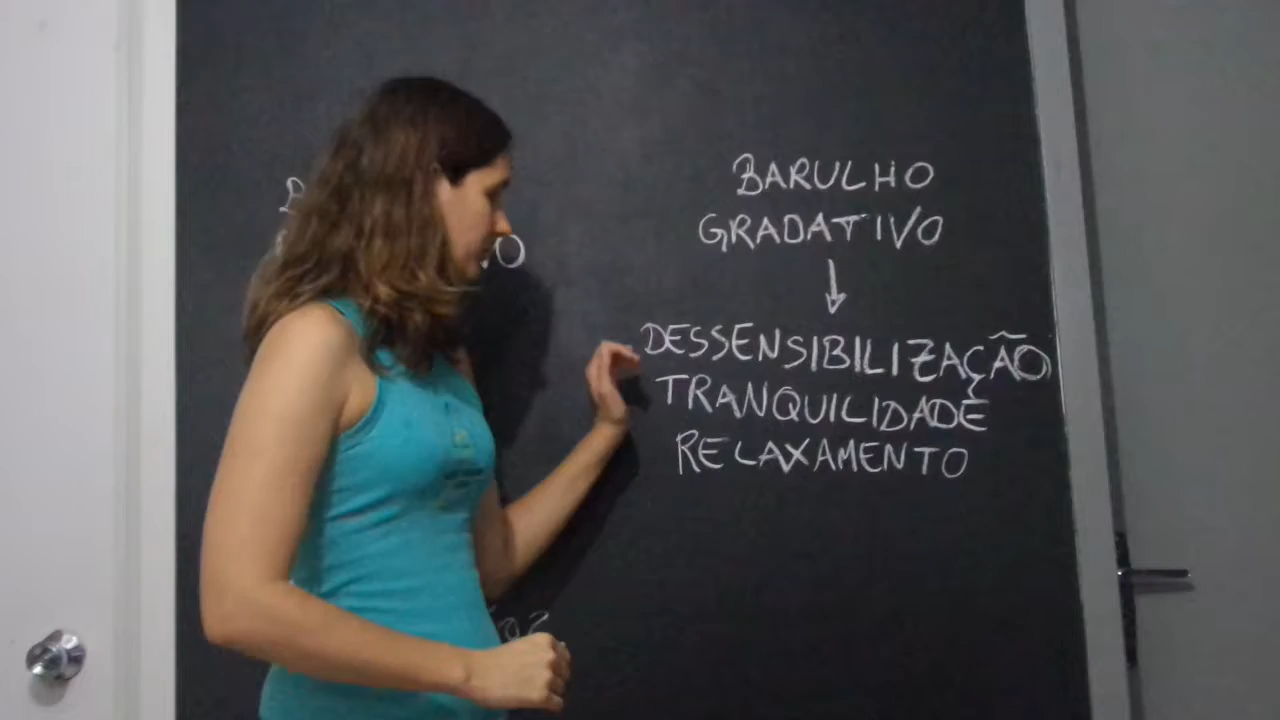 BARULHO
GRADATIVO
DESSENSIBILIZAÇÃO
TRANQUILIDADE
RELAXAMENTO